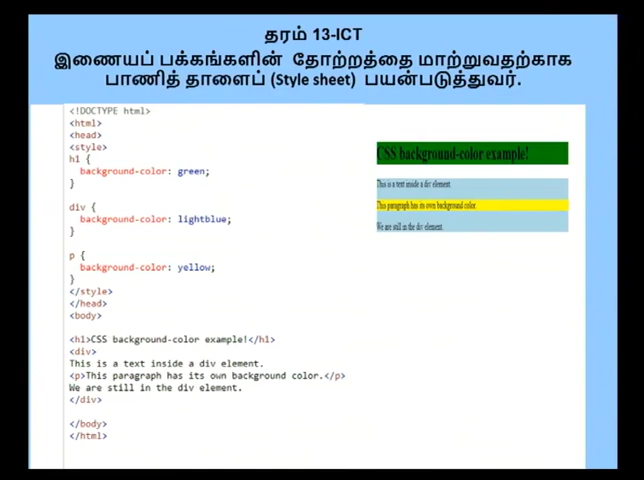 தரம் 13-ICT
இணையப் பக்கங்களின் தோற்றத்தை மாற்றுவதற்காக
பாணித் தாளைப் (Style sheet) பயன்படுத்துவர்.
<!DOCTYPE html>
<html>
<head>
<style>
h1 {
  background-color: green;
}
div {
  background-color: lightblue;
}
p {
  background-color: yellow;
}
</style>
</head>
<body>
<h1>CSS background-color example!</h1>
<div>
This is a text inside a div element.
<p>This paragraph has its own background color.</p>
We are still in the div element.
</div>
</body>
</html>
CSS background-color example!
This is a text inside a div element.
This paragraph has its own background color.
We are still in the div element.